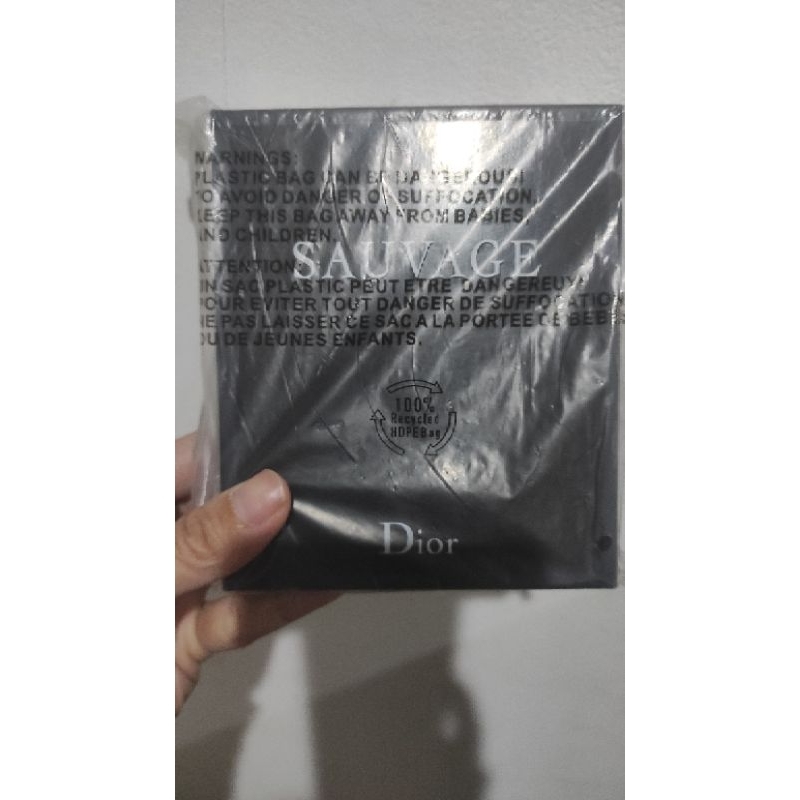 WARNINGS:
PLASTIC BAG CAN BE DANGEROUS!
TO AVOID DANGER OF SUFFOCATION,
KEEP THIS BAG AWAY FROM BABIES,
AND CHILDREN.
SAUVAGE
ATTENTION:
UN SAC PLASTIC PEUT ETRE DANGEREUX!
POUR EVITER TOUT DANGER DE SUFFOCATION
NE PAS LAISSER CE SAC A LA PORTEE DE BEBES
OU DE JEUNES ENFANTS.
100%
Recycled
HDPE Bag
Dior